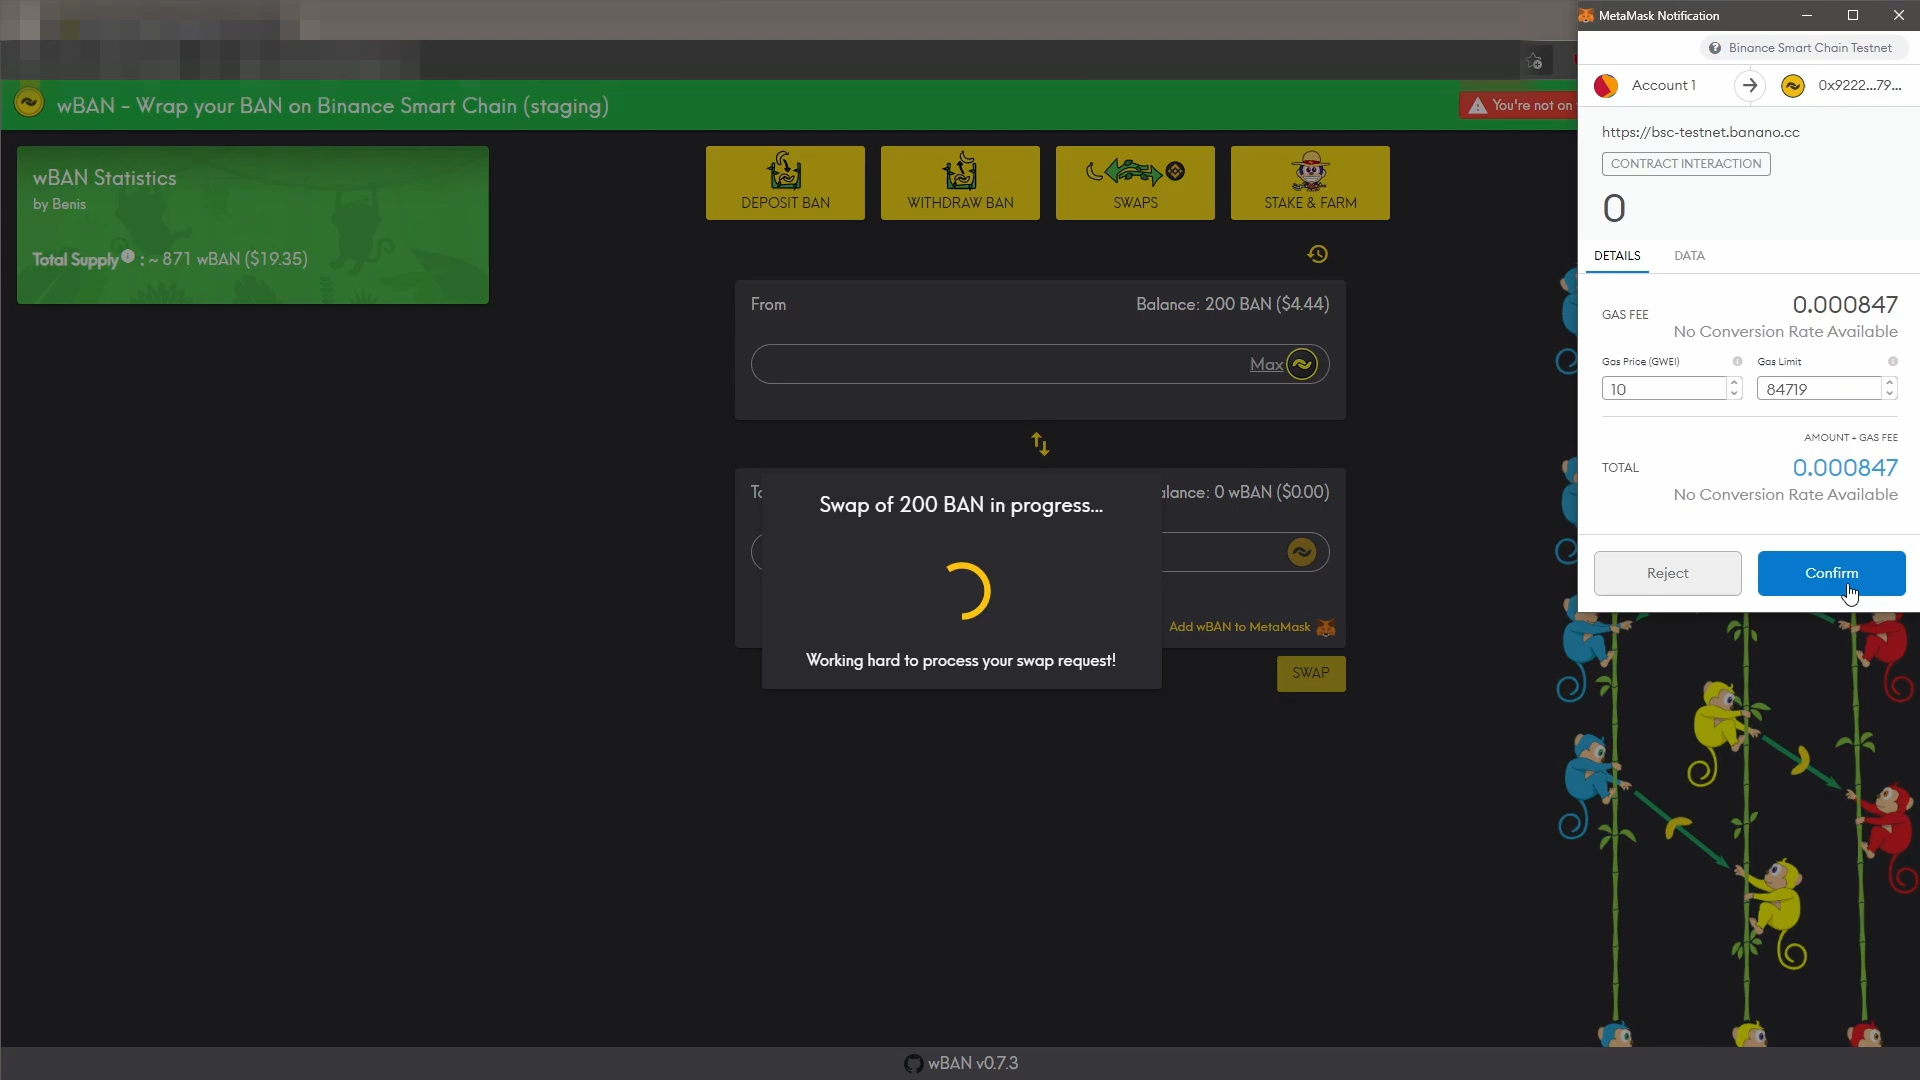 wBAN - Wrap your BAN on Binance Smart Chain (staging)
You're not on
wBAN Statistics
by Benis
Total Supply : ~ 871 wBAN ($19.35)
DEPOSIT BAN
WITHDRAW BAN
SWAPS
STAKE & FARM
From
Balance: 200 BAN ($4.44)
Max
To
alance: 0 wBAN ($0.00)
Swap of 200 BAN in progress...
Working hard to process your swap request!
Add wBAN to MetaMask
SWAP
wBAN v0.7.3
MetaMask Notification
Binance Smart Chain Testnet
Account 1
0x9222...79...
https://bsc-testnet.banano.cc
CONTRACT INTERACTION
0
DETAILS
DATA
GAS FEE
0.000847
No Conversion Rate Available
Gas Price (GWEI)
Gas Limit
10
84719
AMOUNT + GAS FEE
TOTAL
0.000847
No Conversion Rate Available
Reject
Confirm